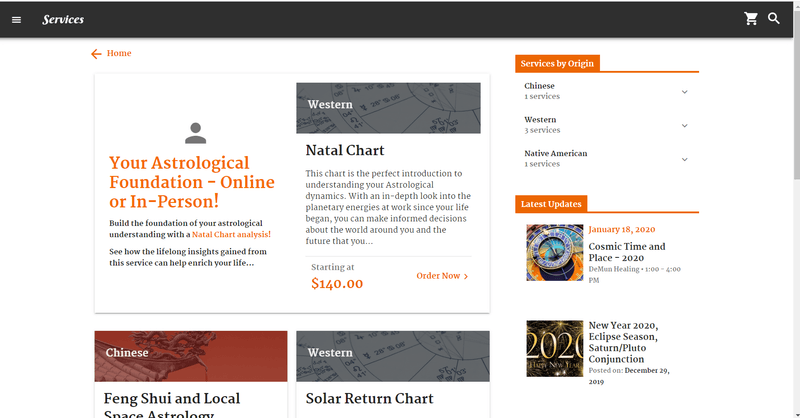 Services
Home
Western
Your Astrological
Foundation - Online
or In-Person!
Build the foundation of your astrological
understanding with a Natal Chart analysis!
See how the lifelong insights gained from
this service can help enrich your life...
Natal Chart
This chart is the perfect introduction to
understanding your Astrological
dynamics. With an in-depth look into the
planetary energies at work since your life
began, you can make informed decisions
about the world around you and the
future that you...
Starting at
$140.00
Order Now
Chinese
Feng Shui and Local
Space Astrology
Western
Solar Return Chart
Services by Origin
Chinese
1 services
Western
3 services
Native American
1 services
Latest Updates
January 18, 2020
Cosmic Time and
Place - 2020
DeMun Healing • 1:00 - 4:00
PM
2020
HAPPY NEW YEAR
New Year 2020,
Eclipse Season,
Saturn/Pluto
Conjunction
Posted on: December 29,
2019